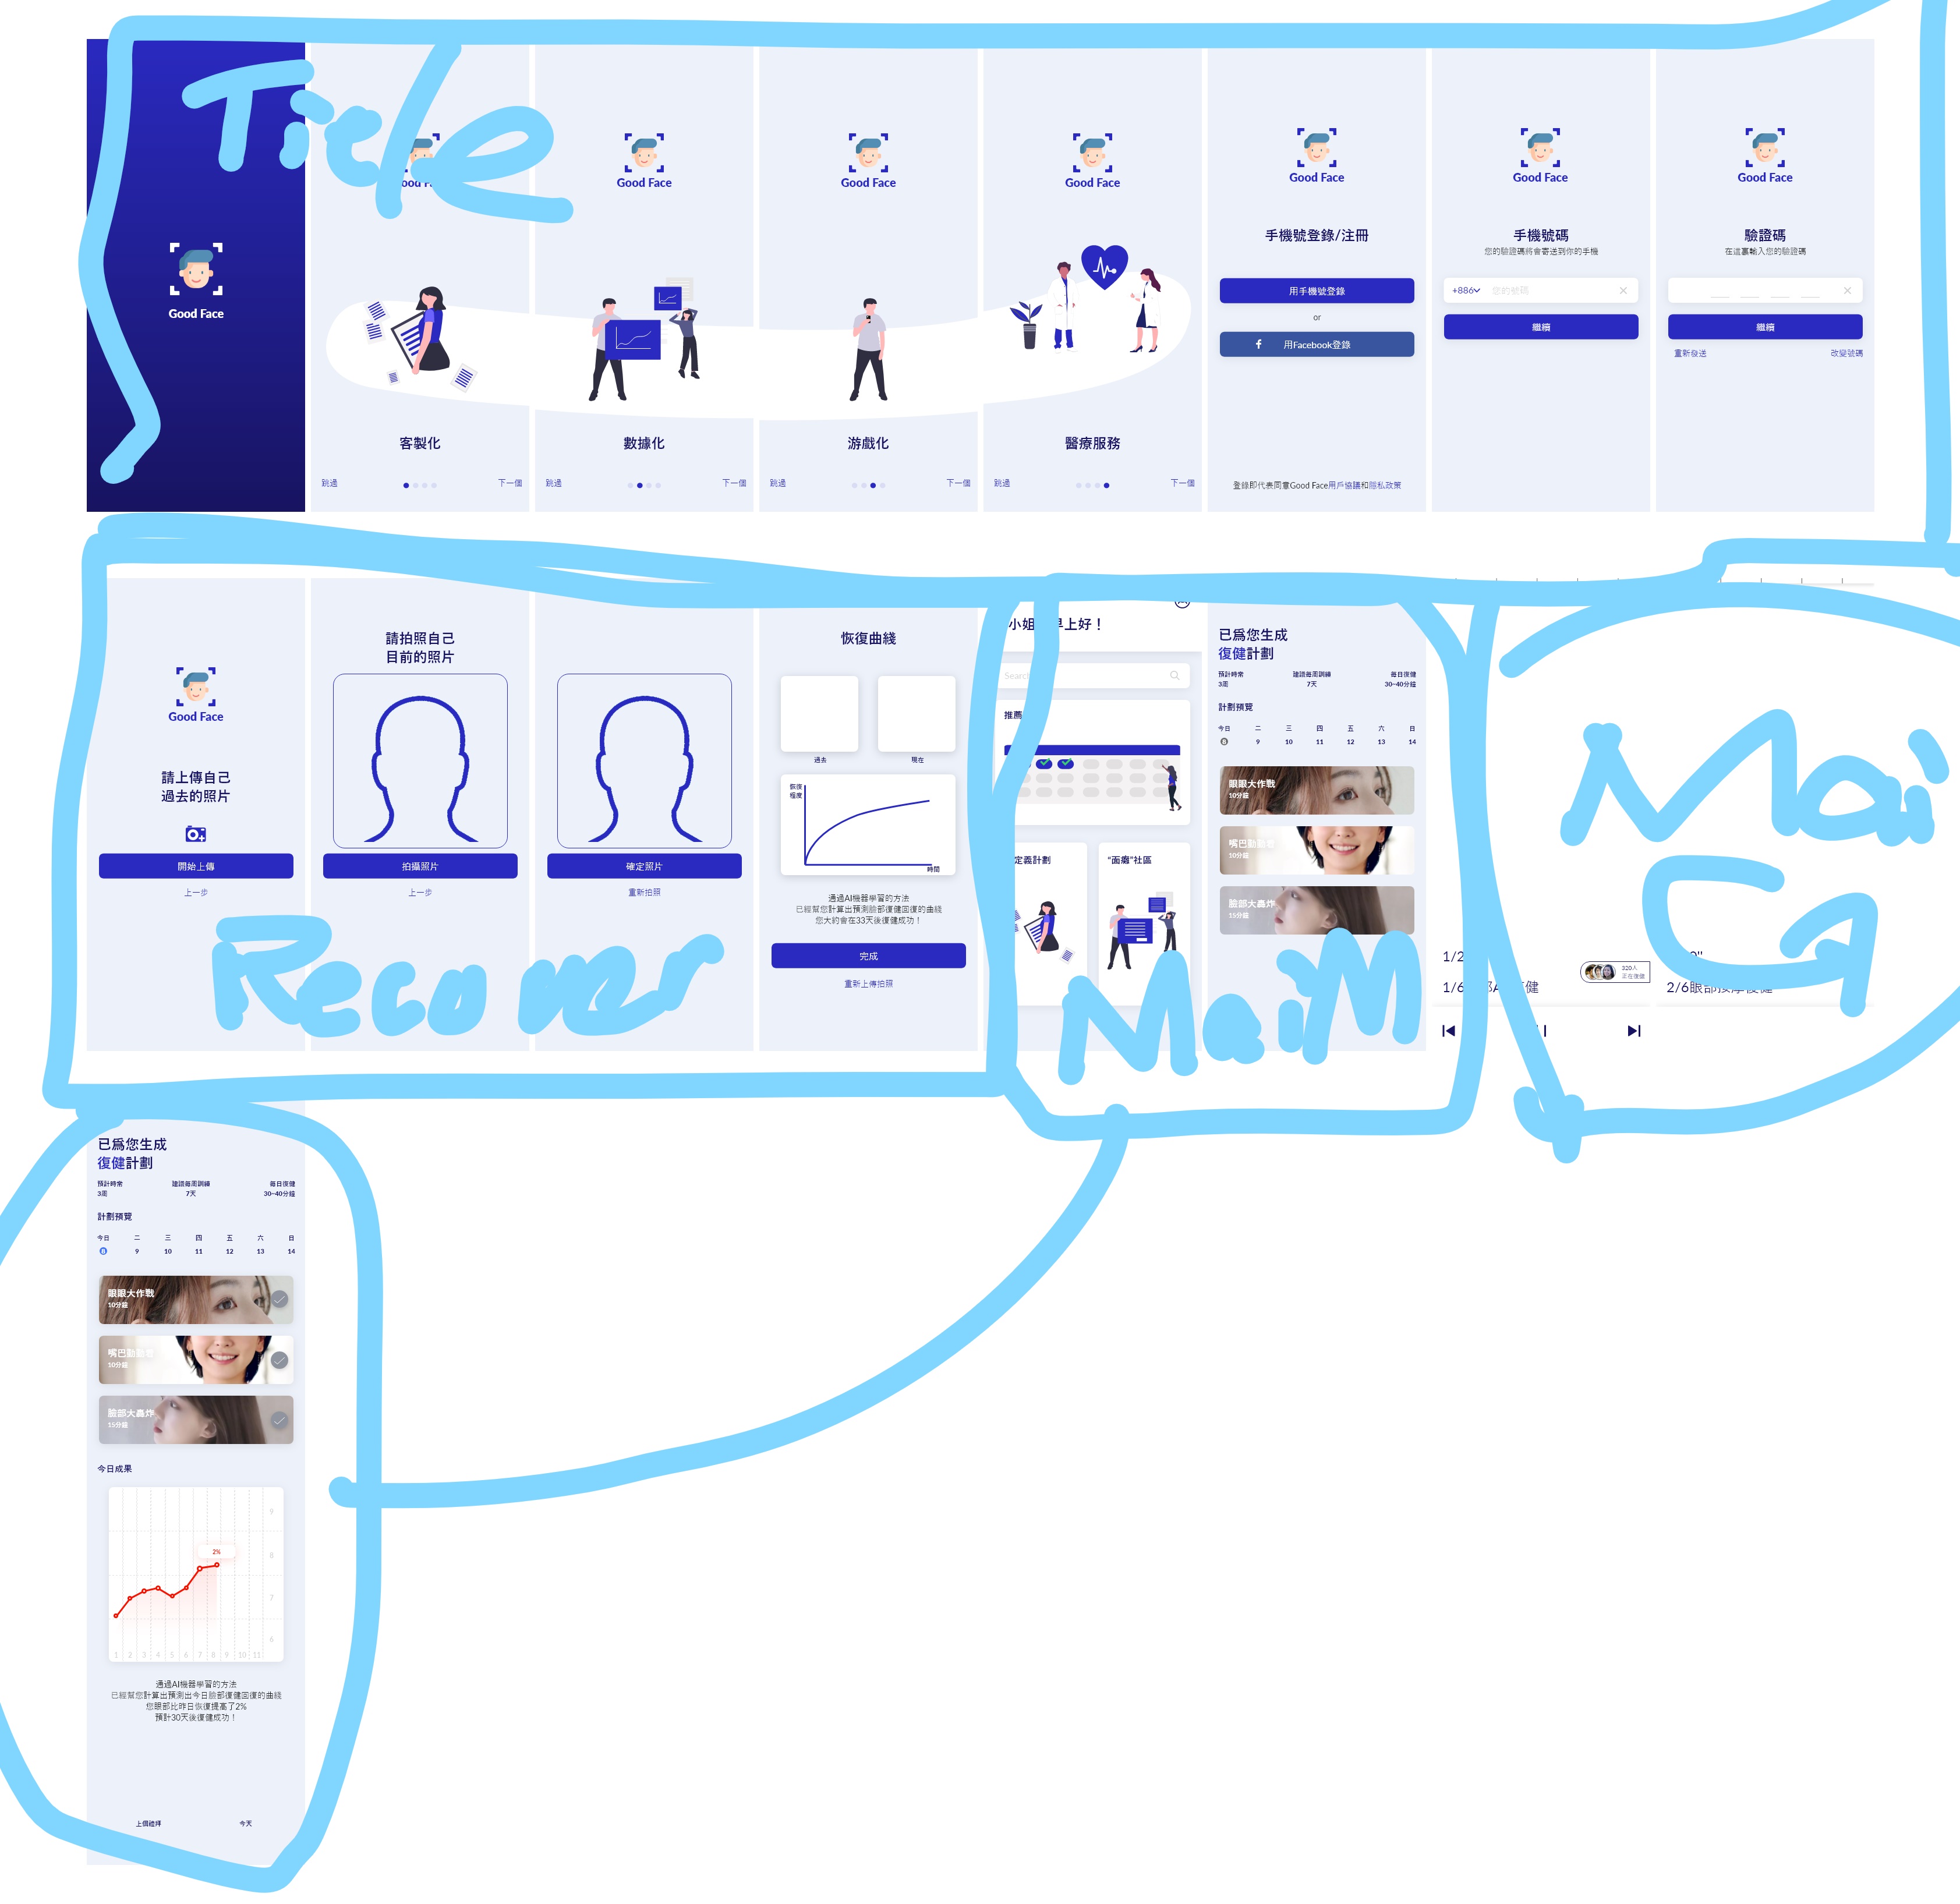 Title
Good Face
Good Face
客製化
跳過
下一個
Good Face
數據化
跳過
下一個
Good Face
游戲化
跳過
下一個
Good Face
醫療服務
跳過
下一個
Good Face
手機號登錄/注冊
用手機號登錄
or
用Facebook登錄
登錄即代表同意Good Face用戶協議和隱私政策
Good Face
手機號碼
您的驗證碼將會寄送到你的手機
+886 您的號碼
繼續
Good Face
驗證碼
在這裏輸入您的驗證碼
繼續
重新發送 改變號碼
Good Face
請上傳自己
過去的照片
開始上傳
上一步
請拍照自己
目前的照片
拍攝照片
上一步
確定照片
重新拍照
恢復曲綫
過去 現在
恢復
程度
時間
通過AI機器學習的方法
已經幫您計算出預測臉部復健回復的曲綫
您大約會在33天後復健成功！
完成
重新上傳拍照
小姐 早上好！
Search
推薦
定義計劃
“面癱”社區
已爲您生成
復健計劃
預計時常 建議每周訓練 每日復健
3周 7天 30~40分鐘
計劃預覽
今日 二 三 四 五 六 日
8 9 10 11 12 13 14
眼眼大作戰
10分鐘
嘴巴動動
10分鐘
臉部大轟炸
15分鐘
1/2
320人
正在復健
1/6 部A 復健
2/6眼部按摩復健
MaiM
已爲您生成
復健計劃
預計時常 建議每周訓練 每日復健
3周 7天 30~40分鐘
計劃預覽
今日 二 三 四 五 六 日
8 9 10 11 12 13 14
眼眼大作戰
10分鐘
嘴巴動動
10分鐘
臉部大轟炸
15分鐘
今日成果
9
8
7
6
2%
1 2 3 4 5 6 7 8 9 10 11
通過AI機器學習的方法
已經幫您計算出預測出今日臉部復健回復的曲綫
您眼部比昨日恢復提高了2%
預計30天後復健成功！
上個禮拜 今天